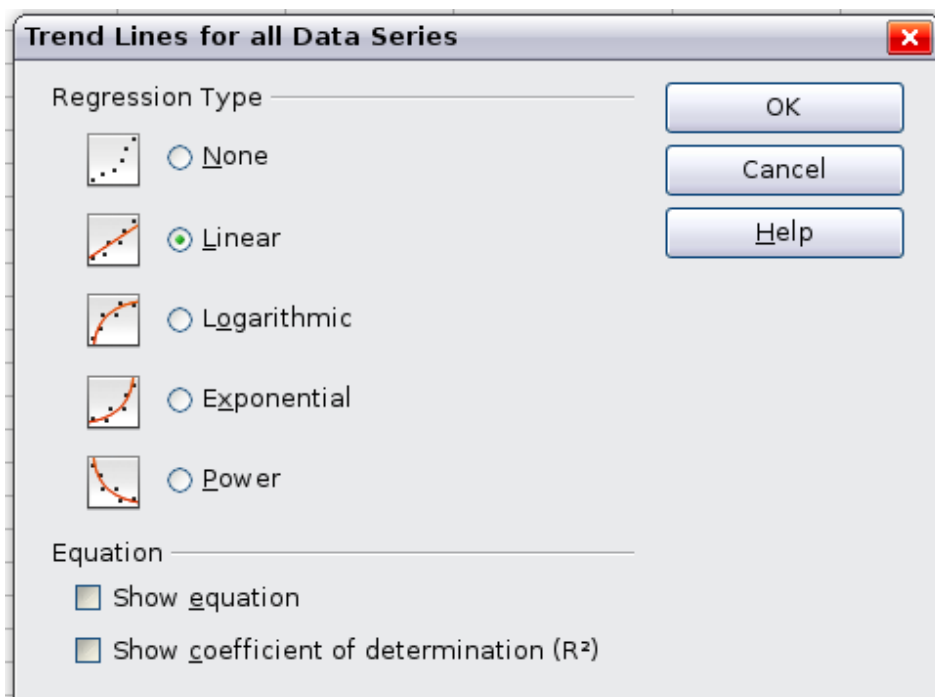 Trend Lines for all Data Series
Regression Type
OK
None
Cancel
Linear
Help
Logarithmic
Exponential
Power
Equation
Show equation
Show coefficient of determination (R²)